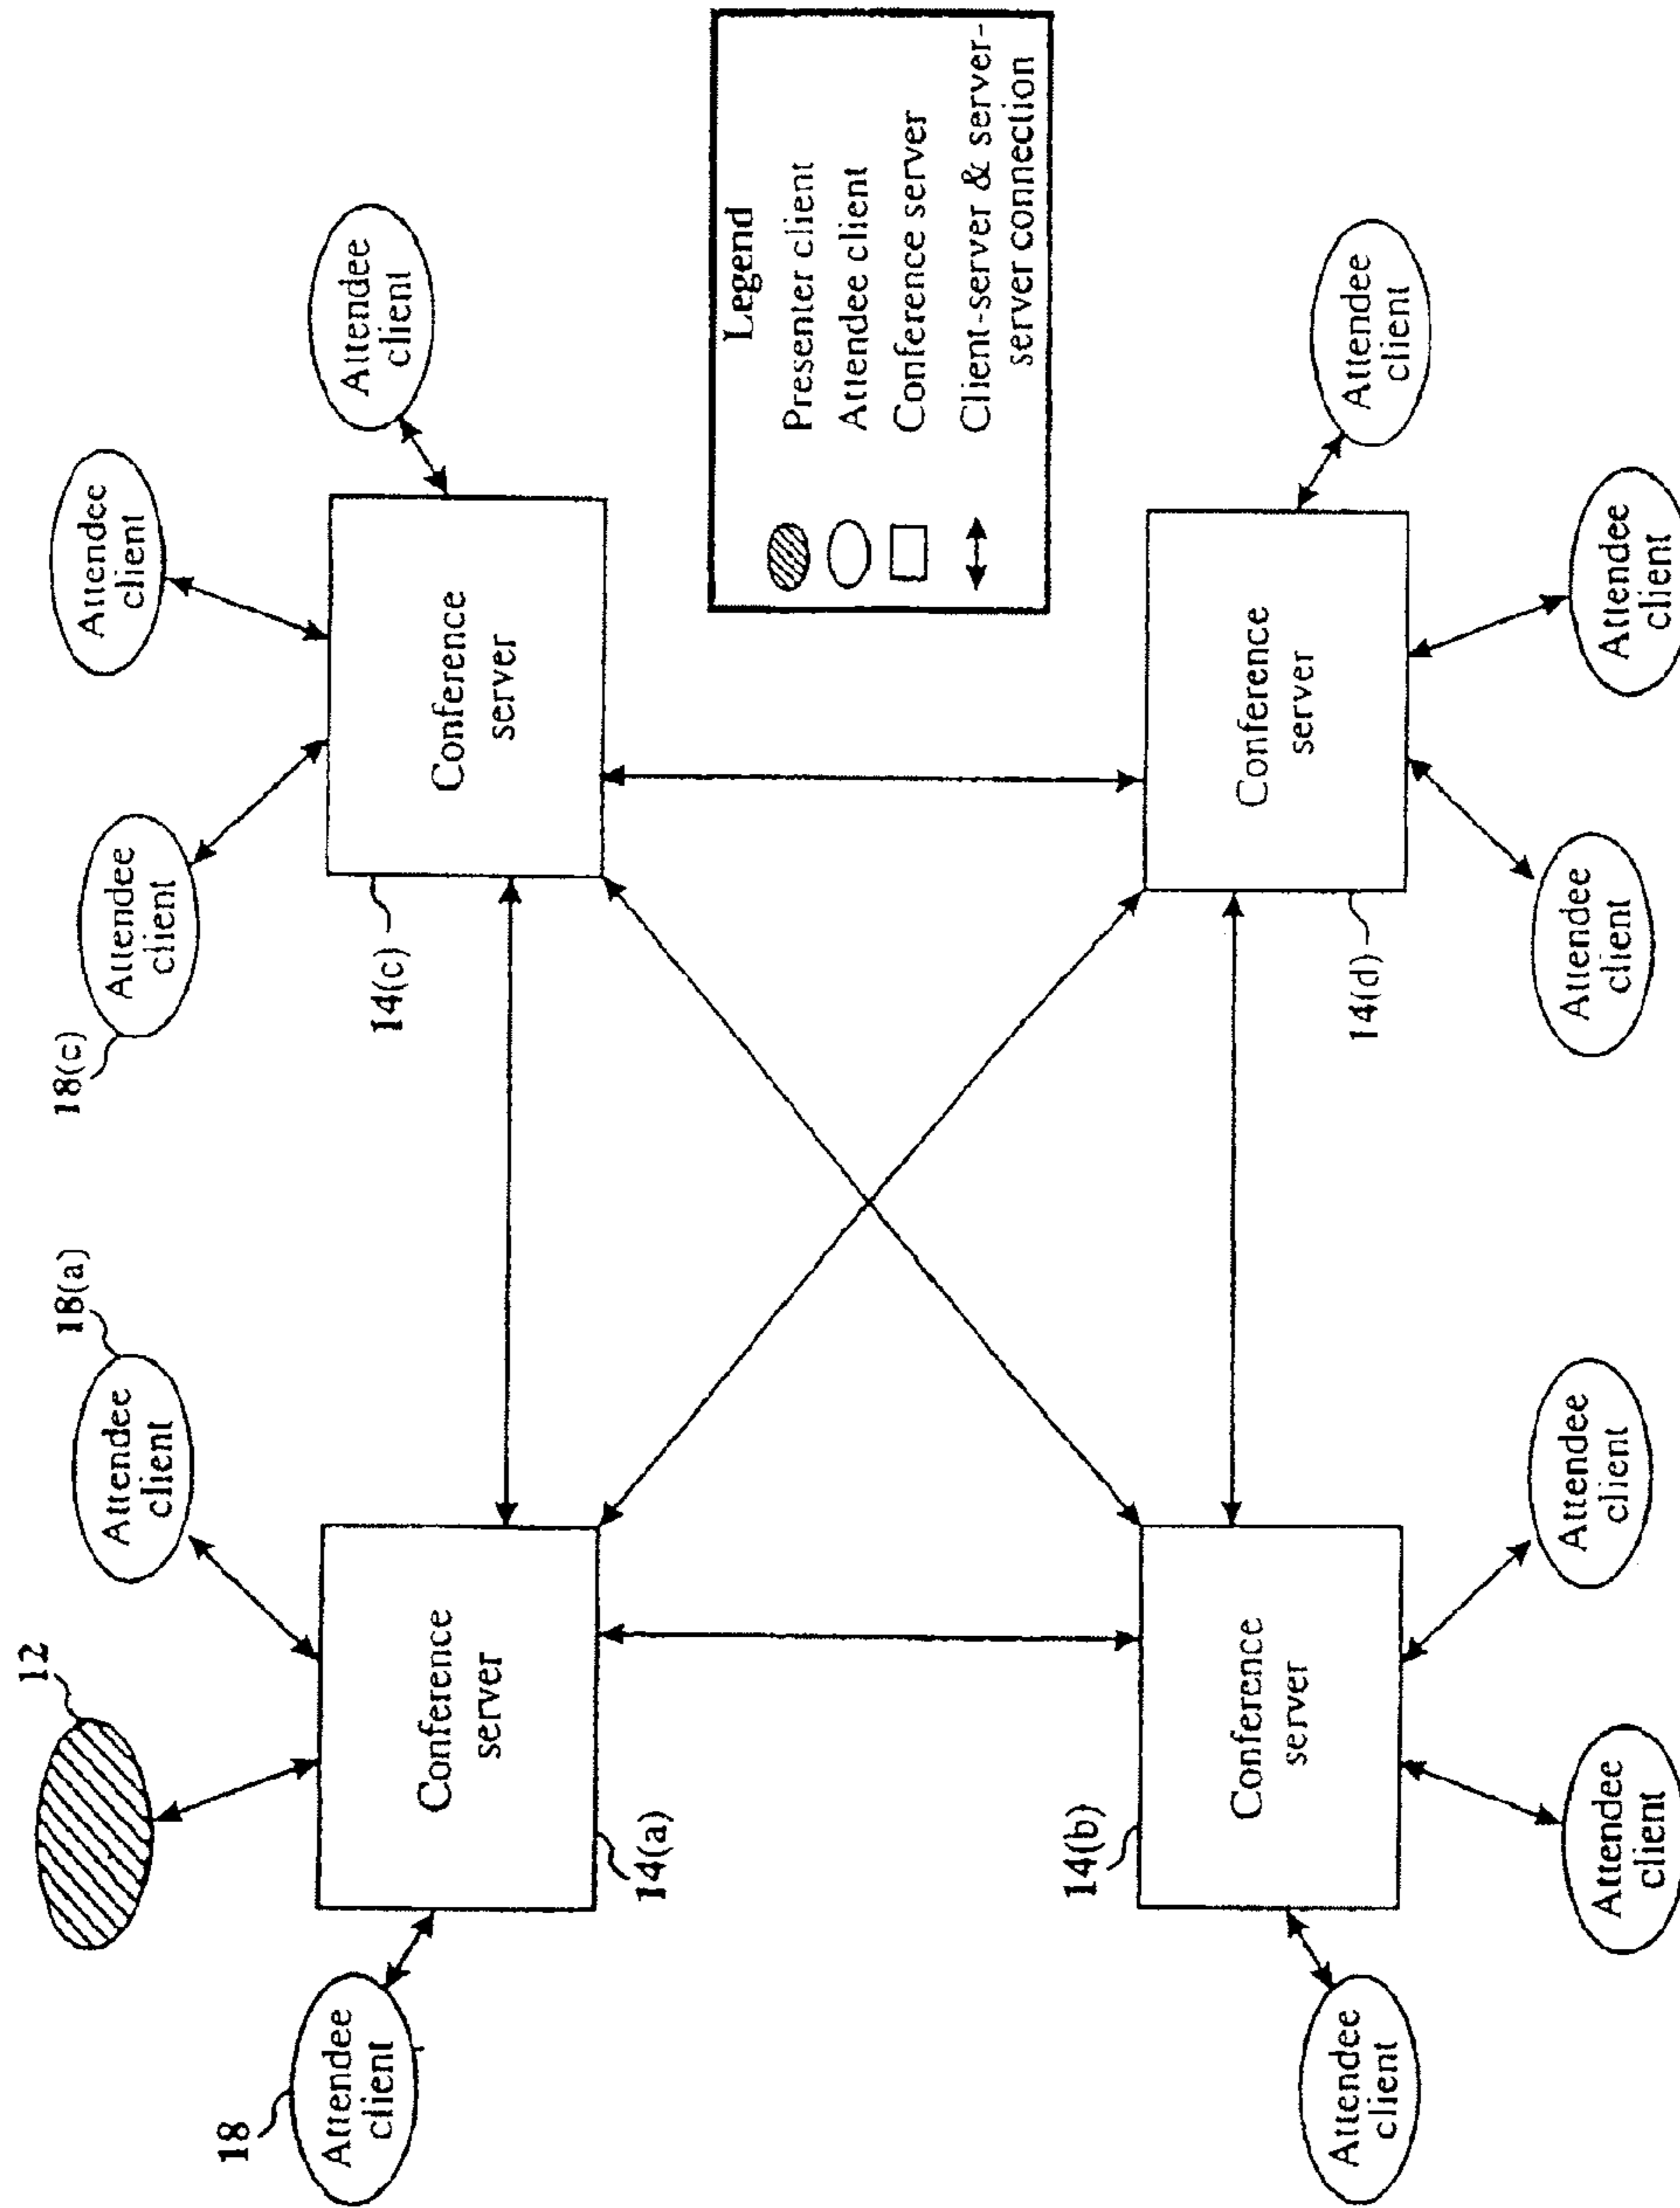 12
18(a)
18(c)
Attendee
client
Attendee
client
Attendee
client
18
Attendee
client
Attendee
client
14(c)
Conference
server
Conference
server
14(a)
Legend
Presenter client
Attendee client
Conference server
Client-server & server-
server connection
14(b)
Conference
server
Conference
server
14(d)
Attendee
client
Attendee
client
Attendee
client
Attendee
client
Attendee
client
Attendee
client